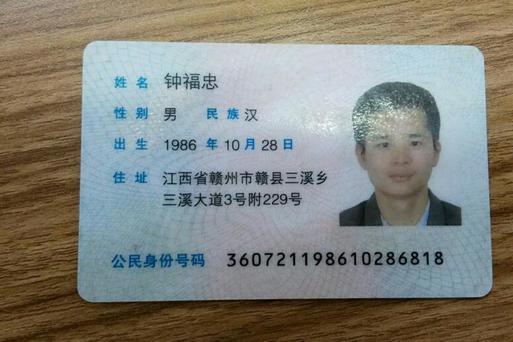 姓名 钟福忠
性别 男 民族 汉
出生 1986 年 10 月 28 日
住址 江西省赣州市赣县三溪乡
三溪大道3号附229号
公民身份号码 360721198610286818